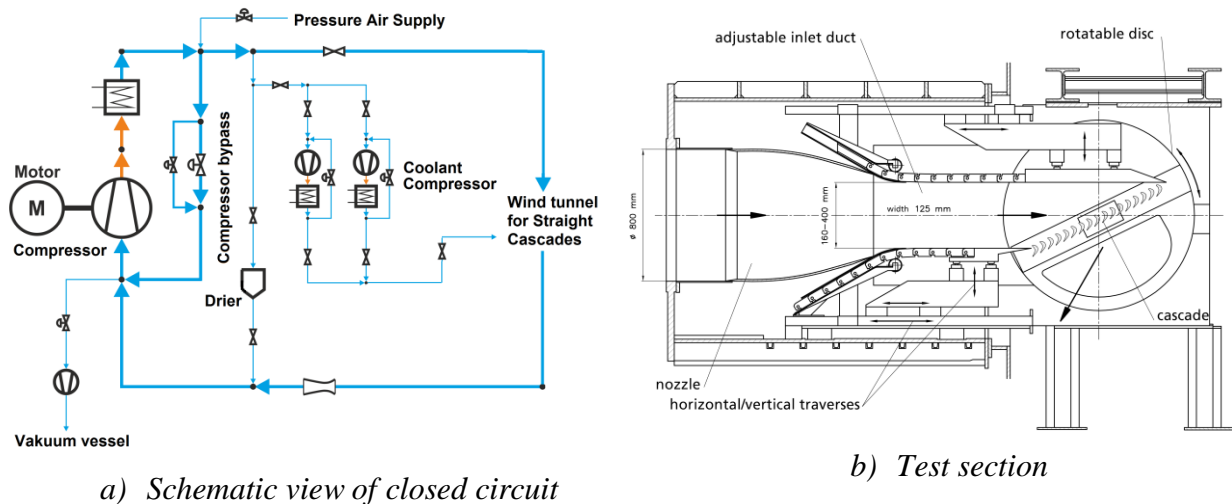 Pressure Air Supply
Motor
M
Compressor
Compressor bypass
Coolant
Compressor
Wind tunnel
for Straight
Cascades
Drier
Vakuum vessel
a) Schematic view of closed circuit
adjustable inlet duct
rotatable disc
ø 800 mm
160–400 mm
width 125 mm
cascade
nozzle
horizontal/vertical traverses
b) Test section